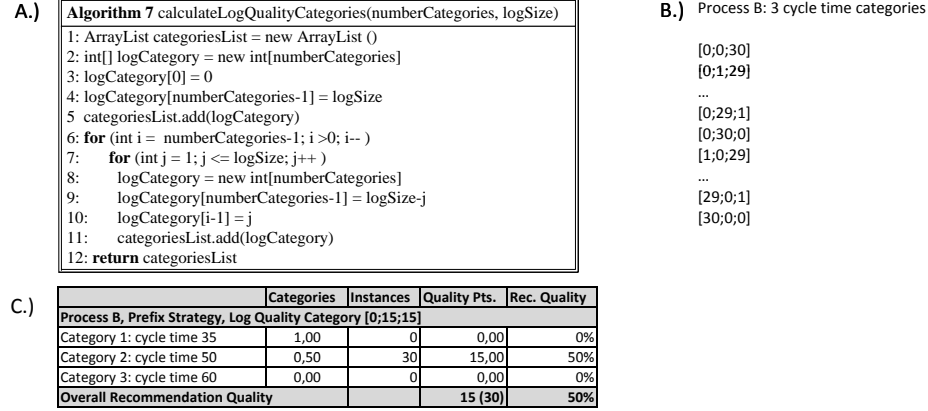 A.)
Algorithm 7 calculateLogQualityCategories(numberCategories, logSize)
1: ArrayList categoriesList = new ArrayList ()
2: int[] logCategory = new int[numberCategories]
3: logCategory[0] = 0
4: logCategory[numberCategories-1] = logSize
5 categoriesList.add(logCategory)
6: for (int i = numberCategories-1; i >0; i-- )
7: for (int j = 1; j <= logSize; j++ )
8: logCategory = new int[numberCategories]
9: logCategory[numberCategories-1] = logSize-j
10: logCategory[i-1] = j
11: categoriesList.add(logCategory)
12: return categoriesList
B.) Process B: 3 cycle time categories
[0;0;30]
[0;1;29]
...
[0;29;1]
[0;30;0]
[1;0;29]
...
[29;0;1]
[30;0;0]
C.)
Categories Instances Quality Pts. Rec. Quality
Process B, Prefix Strategy, Log Quality Category [0;15;15]
Category 1: cycle time 35 1,00 0 0,00 0%
Category 2: cycle time 50 0,50 30 15,00 50%
Category 3: cycle time 60 0,00 0 0,00 0%
Overall Recommendation Quality 15 (30) 50%